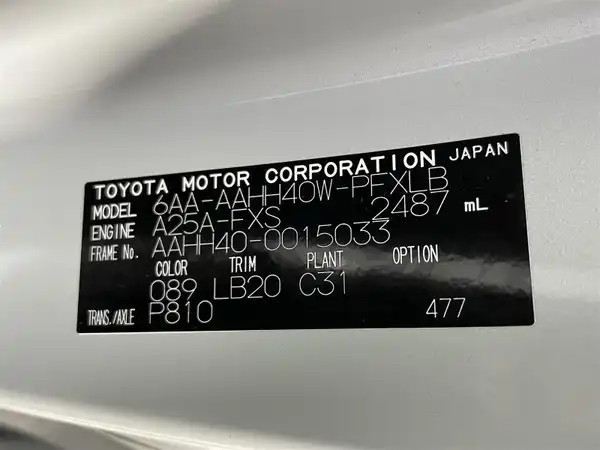 TOYOTA MOTOR CORPORATION JAPAN
MODEL 6AA-AAHH40W-PFXLB
ENGINE A25A-FXS 2487 mL
FRAME No. AAHH40-0015033
COLOR TRIM PLANT OPTION
089 LB20 C31
TRANS./AXLE P810 477